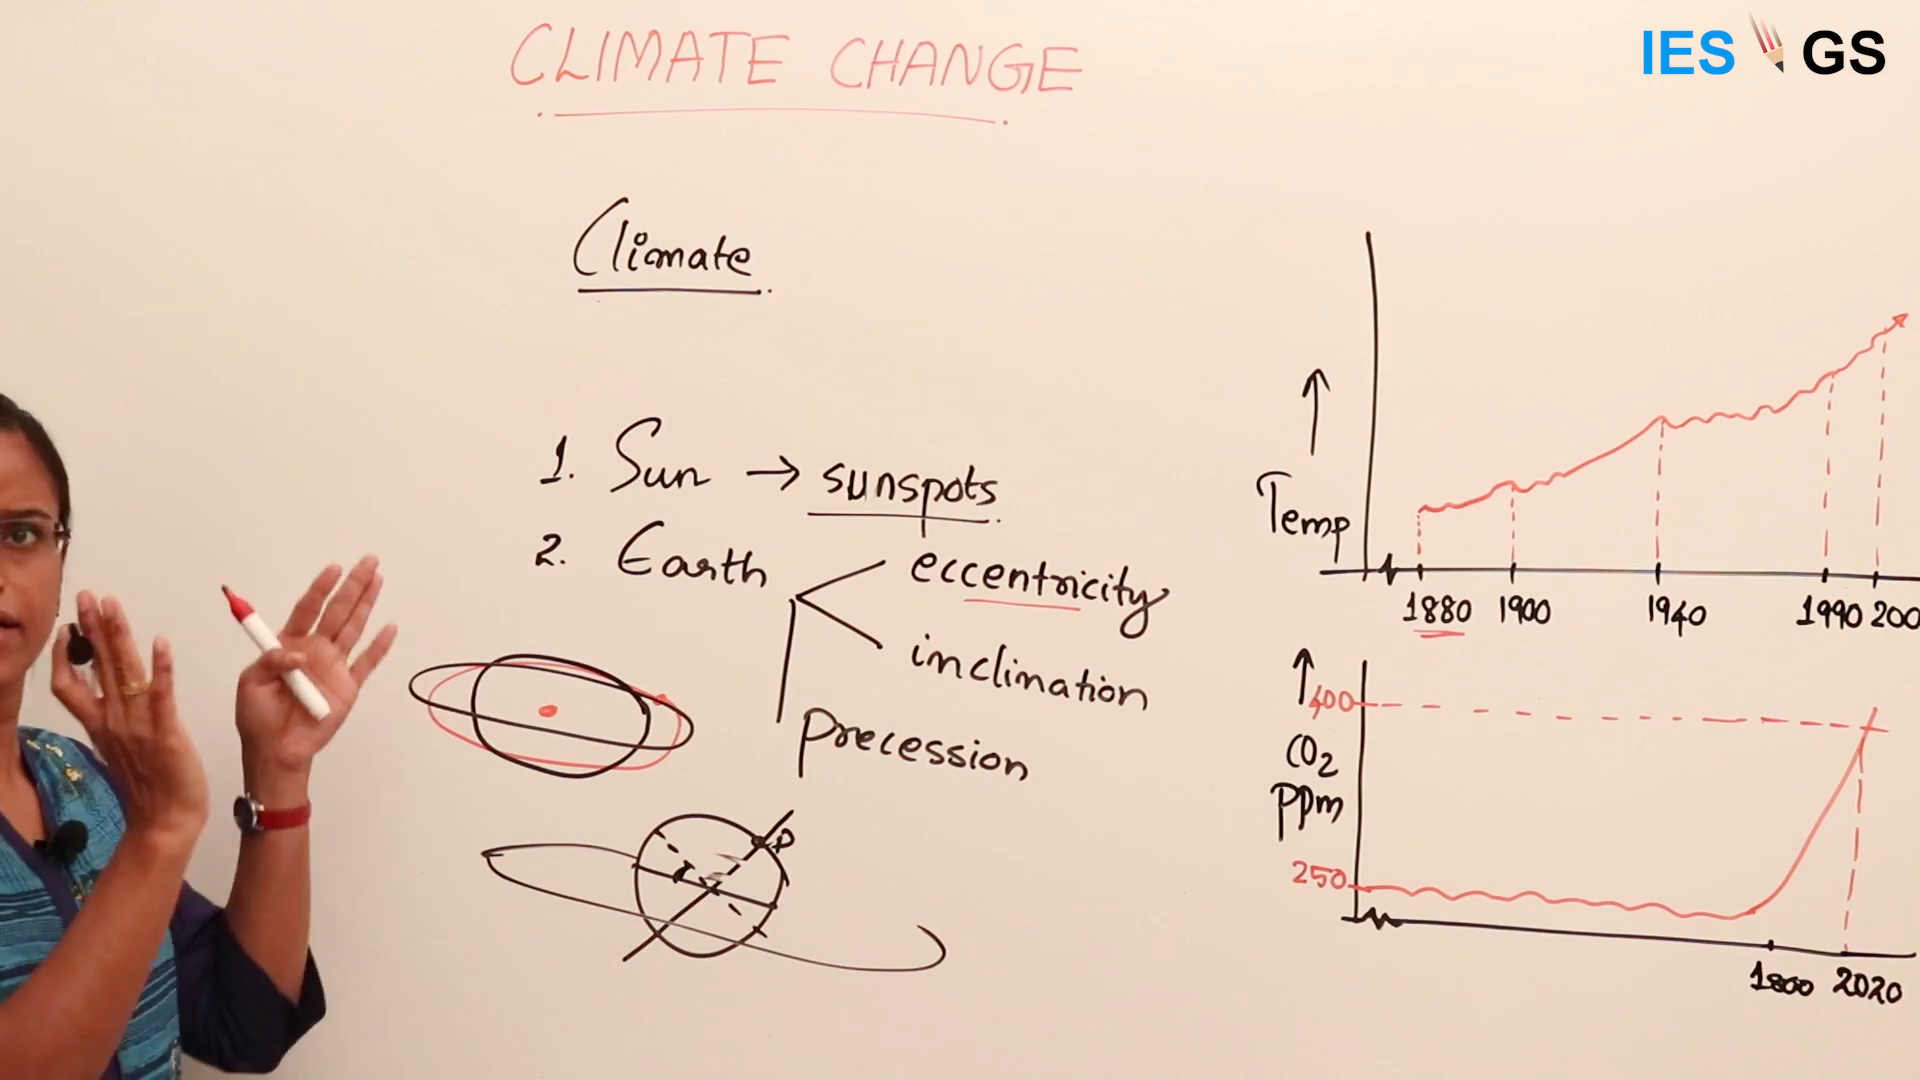 CLIMATE CHANGE
IES GS
Climate
1. Sun → sunspots
2. Earth
eccentricity
inclination
Precession
P
Temp
1880 1900 1940 1990 200
400
CO2
PPm
250
1800 2020